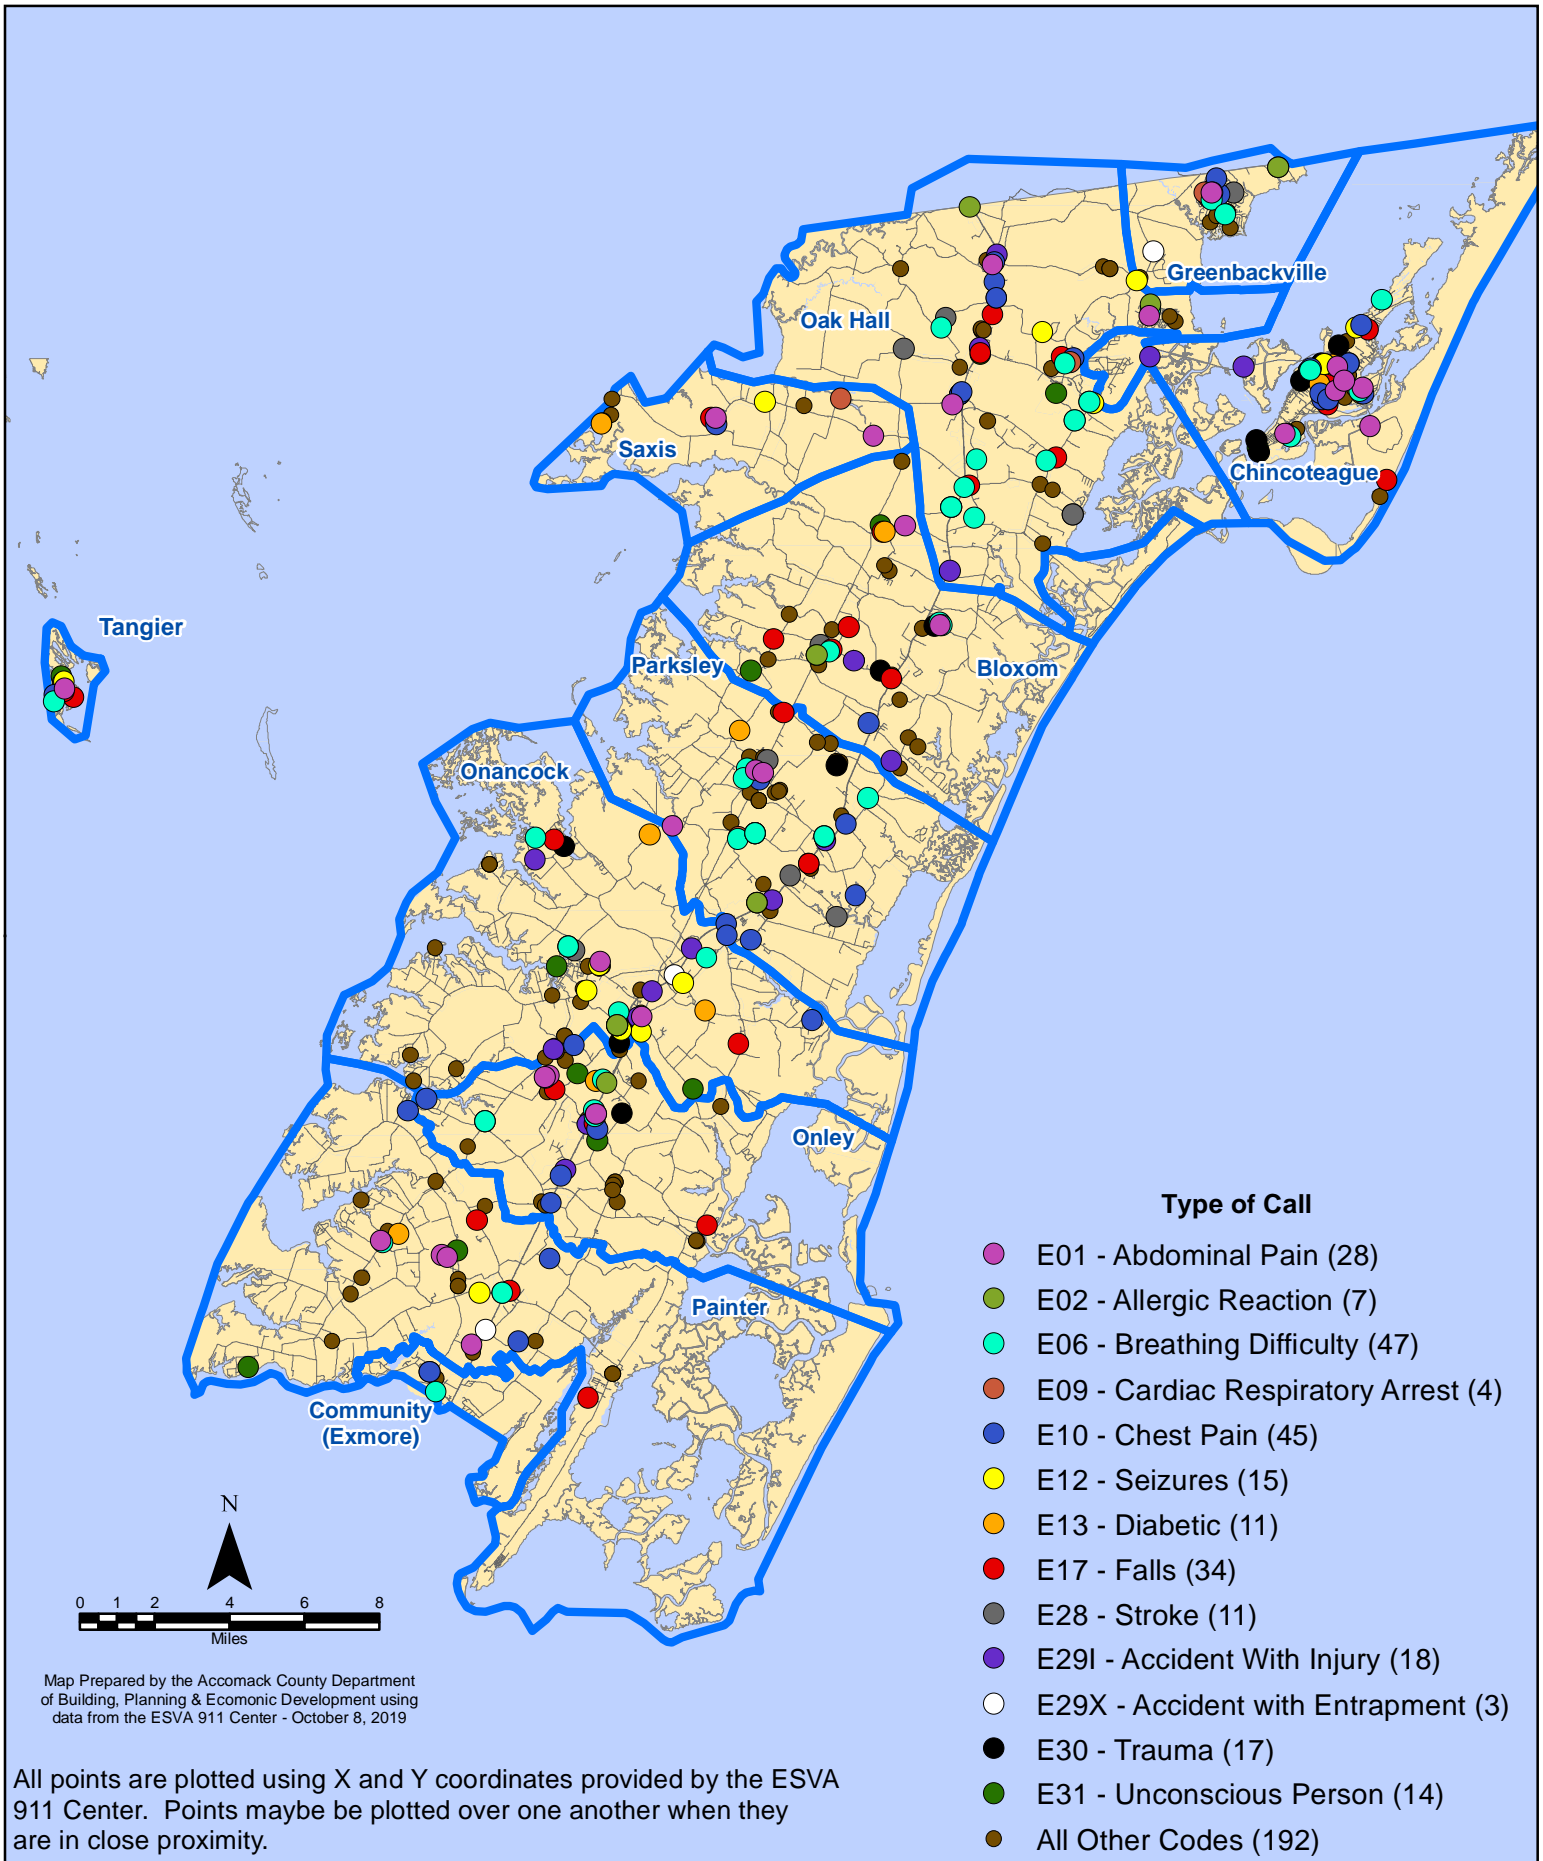 Greenbackville
Oak Hall
Saxis
Chincoteague
Tangier
Parksley
Bloxom
Onancock
Onley
Painter
Community
(Exmore)
Type of Call
E01 - Abdominal Pain (28)
E02 - Allergic Reaction (7)
E06 - Breathing Difficulty (47)
E09 - Cardiac Respiratory Arrest (4)
E10 - Chest Pain (45)
E12 - Seizures (15)
E13 - Diabetic (11)
E17 - Falls (34)
E28 - Stroke (11)
E29I - Accident With Injury (18)
E29X - Accident with Entrapment (3)
E30 - Trauma (17)
E31 - Unconscious Person (14)
All Other Codes (192)
N
0 1 2 4 6 8
Miles
Map Prepared by the Accomack County Department
of Building, Planning & Ecomonic Development using
data from the ESVA 911 Center - October 8, 2019
All points are plotted using X and Y coordinates provided by the ESVA
911 Center.  Points maybe be plotted over one another when they
are in close proximity.